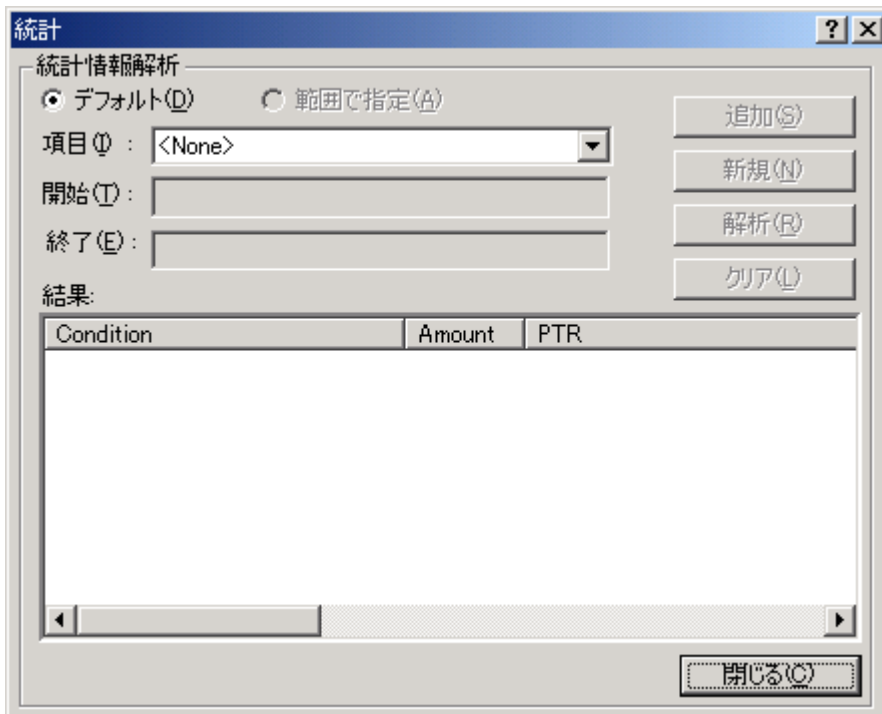 統計
統計情報解析
デフォルト(D) 範囲で指定(A)
追加(S)
項目(I) : <None>
新規(N)
開始(T) :
解析(R)
終了(E) :
クリア(L)
結果:
Condition Amount PTR
閉じる(C)